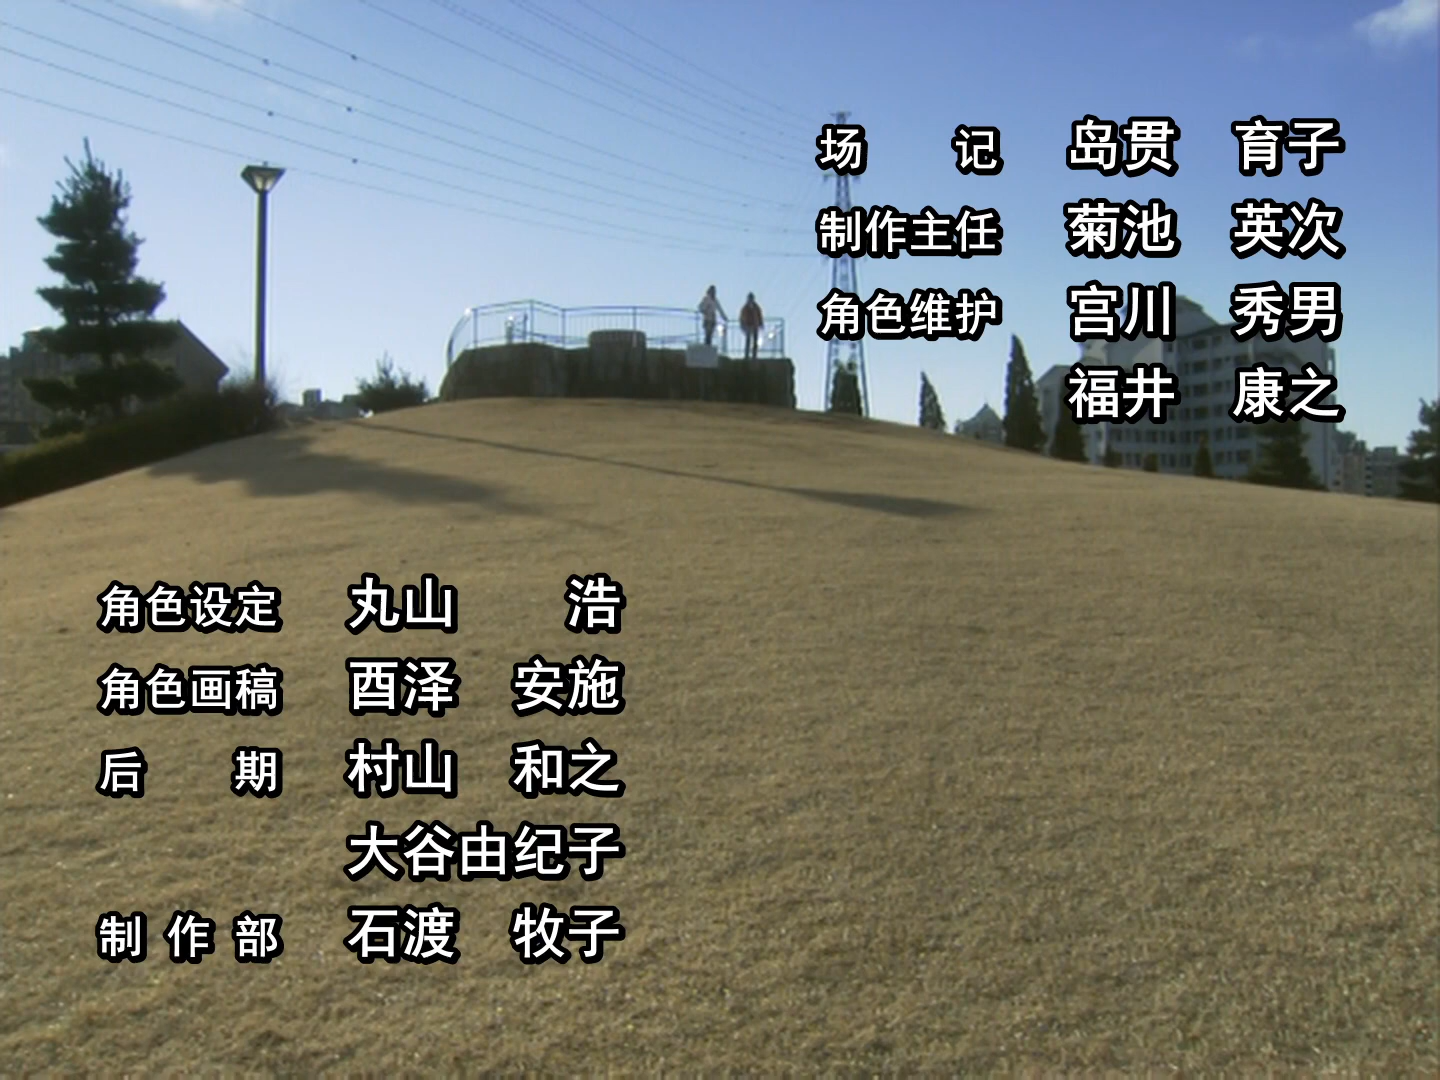 场记 岛贯 育子
制作主任 菊池 英次
角色维护 宫川 秀男
福井 康之
角色设定 丸山 浩
角色画稿 酉泽 安施
后期 村山 和之
大谷由纪子
制作部 石渡 牧子